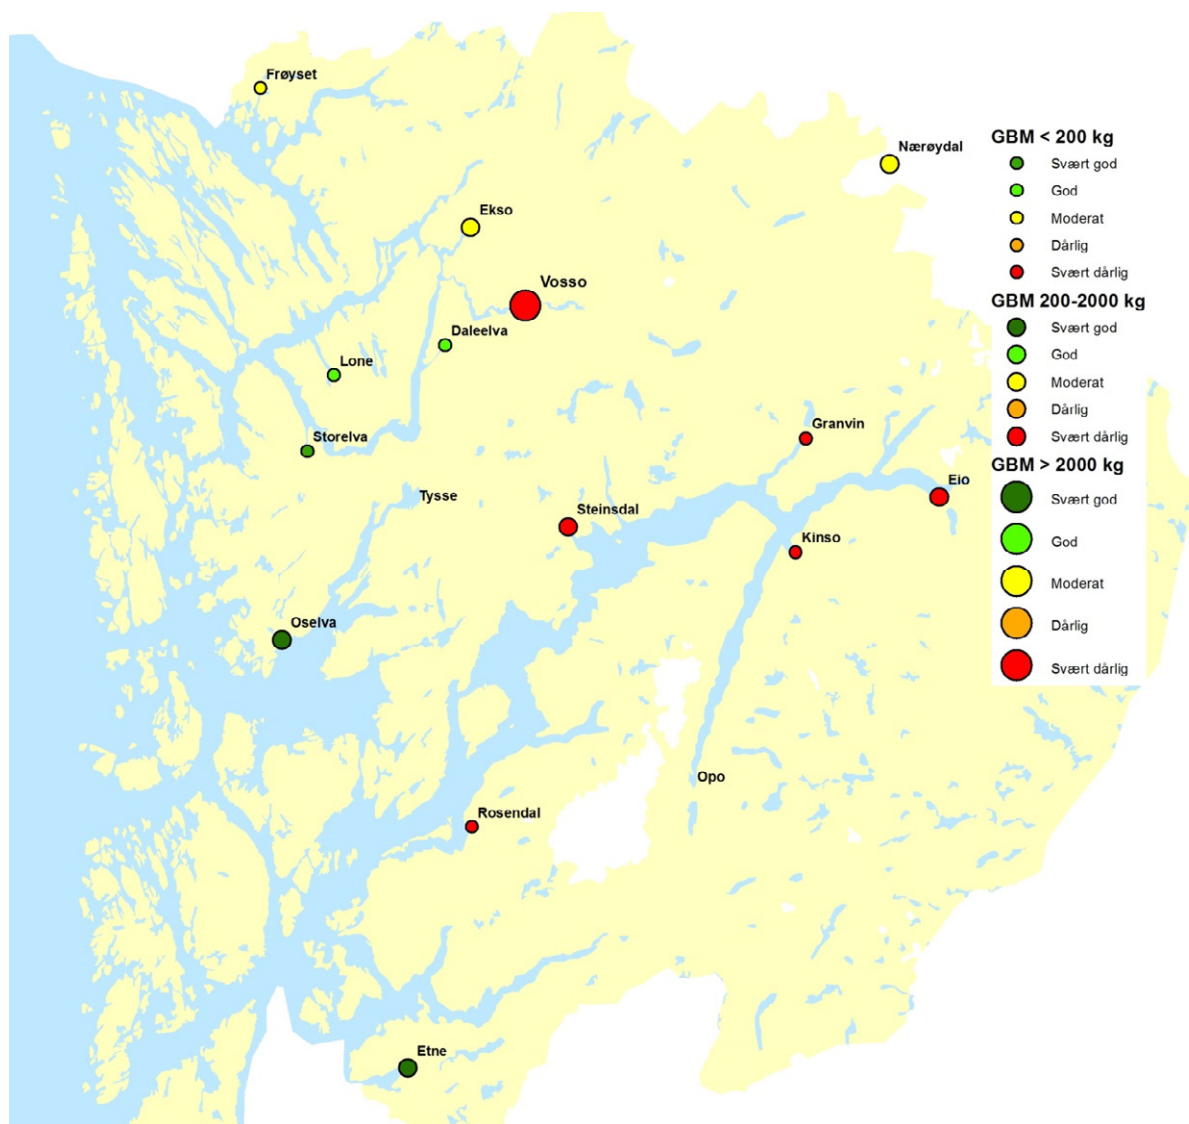 Frøyset
Nærøydal
Ekso
Vosso
Daleelva
Lone
Storelva
Granvin
Tysse
Eio
Steinsdal
Kinso
Oselva
Opo
Rosendal
Etne
GBM < 200 kg
Svært god
God
Moderat
Dårlig
Svært dårlig
GBM 200-2000 kg
Svært god
God
Moderat
Dårlig
Svært dårlig
GBM > 2000 kg
Svært god
God
Moderat
Dårlig
Svært dårlig